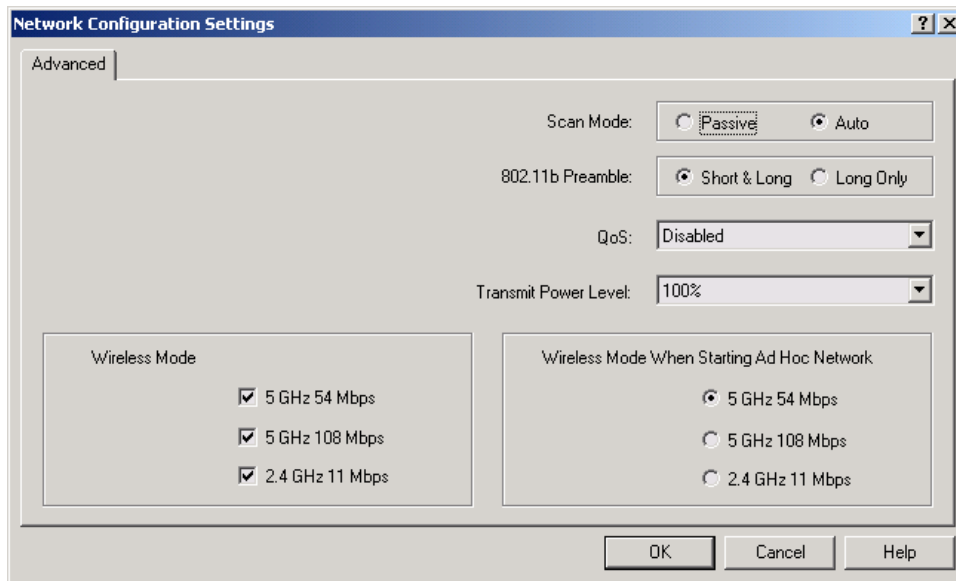 Network Configuration Settings
Advanced
Scan Mode: Passive Auto
802.11b Preamble: Short & Long Long Only
QoS: Disabled
Transmit Power Level: 100%
Wireless Mode
5 GHz 54 Mbps
5 GHz 108 Mbps
2.4 GHz 11 Mbps
Wireless Mode When Starting Ad Hoc Network
5 GHz 54 Mbps
5 GHz 108 Mbps
2.4 GHz 11 Mbps
OK Cancel Help